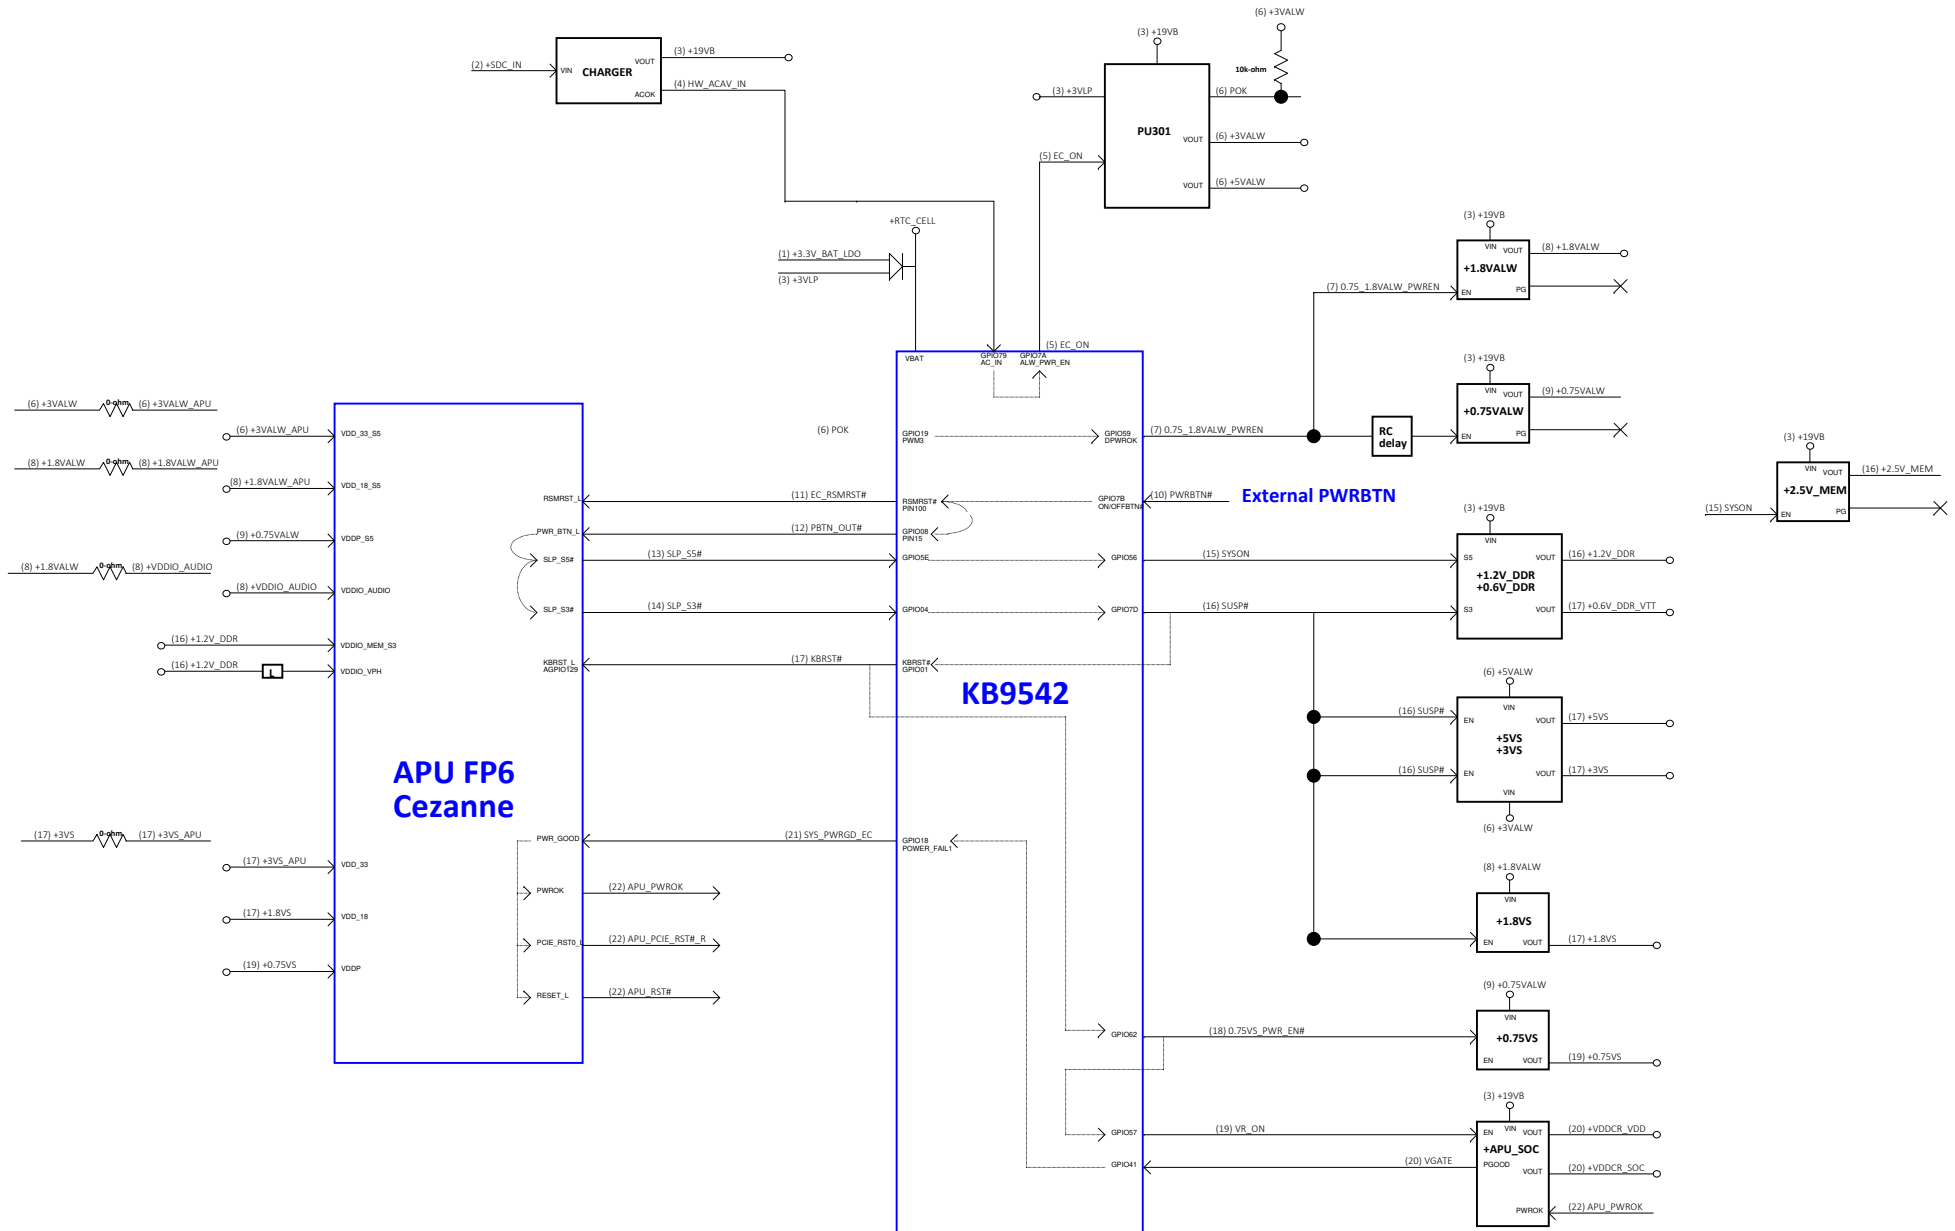 (6) +3VALW
(3) +19VB
10k-ohm
(2) +SDC_IN
VIN
CHARGER
VOUT
ACOK
(3) +19VB
(4) HW_ACAV_IN
(3) +3VLP
PU301
(6) POK
VOUT
(6) +3VALW
(5) EC_ON
VOUT
(6) +5VALW
+RTC_CELL
(1) +3.3V_BAT_LDO
(3) +3VLP
(3) +19VB
VIN
VOUT
(8) +1.8VALW
+1.8VALW
(7) 0.75_1.8VALW_PWREN
EN
PG
(5) EC_ON
VBAT
GPIO79
AC_IN
GPIO7A
ALW_PWR_EN
(3) +19VB
VIN
VOUT
(9) +0.75VALW
+0.75VALW
EN
PG
(6) POK
GPIO19
PWM3
GPIO59
DPWROK
(7) 0.75_1.8VALW_PWREN
RC
delay
(6) +3VALW
0-ohm
(6) +3VALW_APU
(6) +3VALW_APU
VDD_33_S5
(8) +1.8VALW
0-ohm
(8) +1.8VALW_APU
(8) +1.8VALW_APU
VDD_18_S5
(9) +0.75VALW
VDDP_S5
(8) +1.8VALW
0-ohm
(8) +VDDIO_AUDIO
(8) +VDDIO_AUDIO
VDDIO_AUDIO
(16) +1.2V_DDR
VDDIO_MEM_S3
(16) +1.2V_DDR
L
VDDIO_VPH
RSMRST_L
(11) EC_RSMRST#
RSMRST#
PIN100
GPIO7B
ON/OFFBTN#
(10) PWRBTN#
External PWRBTN
PWR_BTN_L
(12) PBTN_OUT#
GPIO08
PIN15
SLP_S5#
(13) SLP_S5#
GPIO5E
GPIO56
(15) SYSON
SLP_S3#
(14) SLP_S3#
GPIO04
GPIO7D
(16) SUSP#
KBRST_L
AGPIO129
(17) KBRST#
KBRST#
GPIO01
KB9542
(3) +19VB
VIN
VOUT
(16) +2.5V_MEM
+2.5V_MEM
(15) SYSON
EN
PG
(3) +19VB
VIN
S5
VOUT
(16) +1.2V_DDR
+1.2V_DDR
+0.6V_DDR
S3
VOUT
(17) +0.6V_DDR_VTT
(6) +5VALW
VIN
(16) SUSP#
EN
VOUT
(17) +5VS
+5VS
+3VS
(16) SUSP#
EN
VOUT
(17) +3VS
VIN
(6) +3VALW
APU FP6
Cezanne
(17) +3VS
0-ohm
(17) +3VS_APU
(17) +3VS_APU
VDD_33
(17) +1.8VS
VDD_18
(19) +0.75VS
VDDP
PWR_GOOD
(21) SYS_PWRGD_EC
GPIO18
POWER_FAIL1
PWROK
(22) APU_PWROK
PCIE_RST0_L
(22) APU_PCIE_RST#_R
RESET_L
(22) APU_RST#
(8) +1.8VALW
VIN
+1.8VS
EN
VOUT
(17) +1.8VS
(9) +0.75VALW
VIN
GPIO62
(18) 0.75VS_PWR_EN#
+0.75VS
EN
VOUT
(19) +0.75VS
(3) +19VB
VIN
GPIO57
(19) VR_ON
EN
VOUT
(20) +VDDCR_VDD
+APU_SOC
GPIO41
(20) VGATE
PGOOD
VOUT
(20) +VDDCR_SOC
PWROK
(22) APU_PWROK